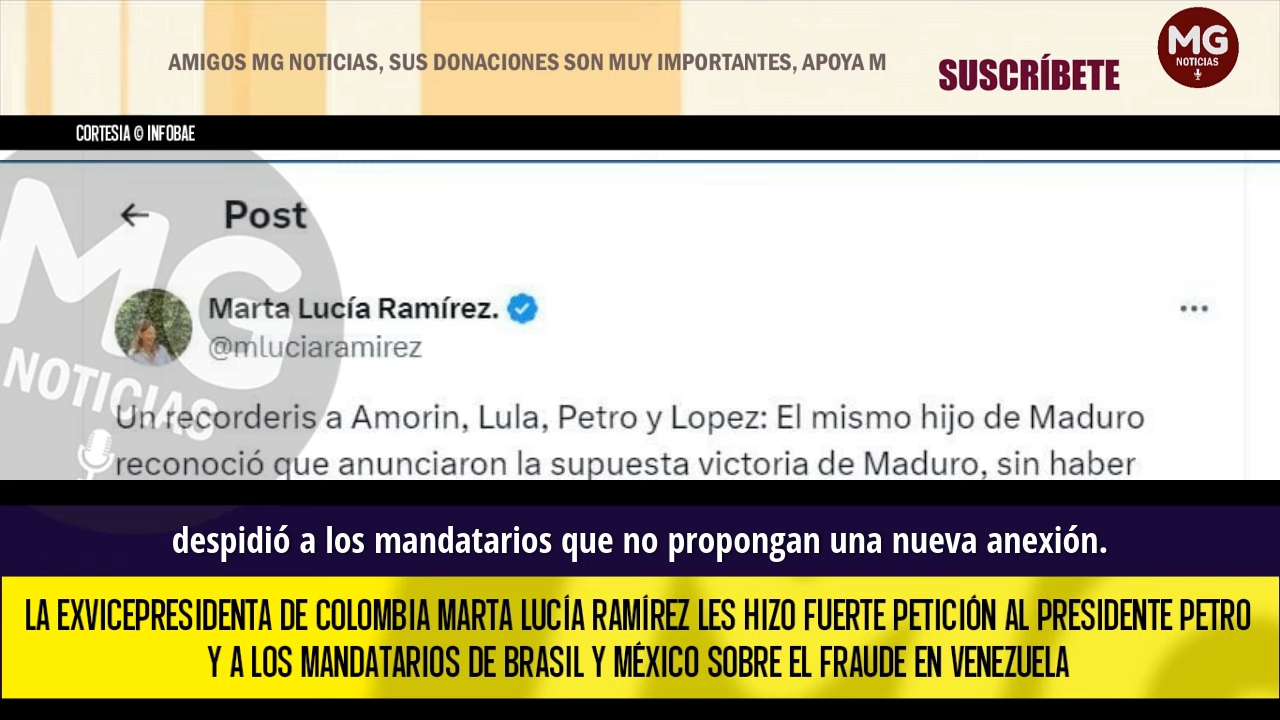 AMIGOS MG NOTICIAS, SUS DONACIONES SON MUY IMPORTANTES, APOYA M
SUSCRÍBETE
MG
NOTICIAS
CORTESIA © INFOBAE
Post
Marta Lucía Ramírez.
@mluciaramirez
MG
NOTICIAS
Un recorderis a Amorin, Lula, Petro y Lopez: El mismo hijo de Maduro
reconoció que anunciaron la supuesta victoria de Maduro, sin haber
despidió a los mandatarios que no propongan una nueva anexión.
LA EXVICEPRESIDENTA DE COLOMBIA MARTA LUCÍA RAMÍREZ LES HIZO FUERTE PETICIÓN AL PRESIDENTE PETRO
Y A LOS MANDATARIOS DE BRASIL Y MÉXICO SOBRE EL FRAUDE EN VENEZUELA